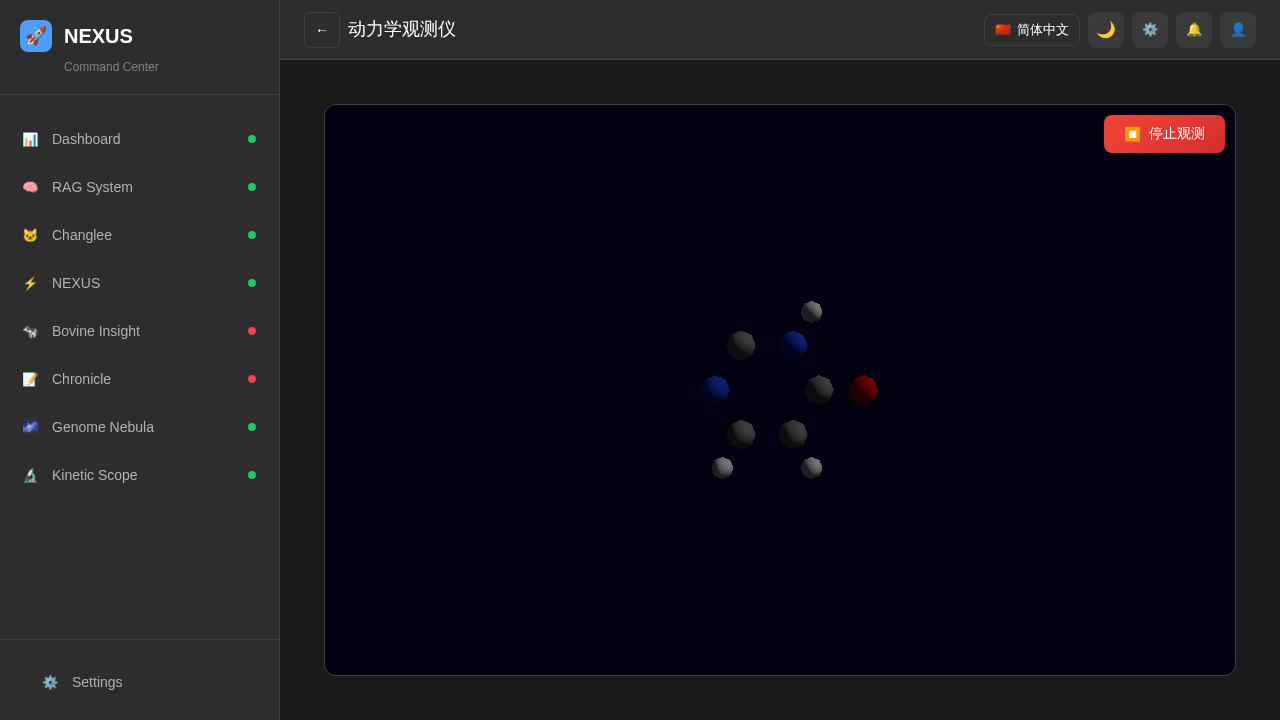 NEXUS
Command Center
Dashboard
RAG System
Changlee
NEXUS
Bovine Insight
Chronicle
Genome Nebula
Kinetic Scope
Settings
← 动力学观测仪
简体中文
停止观测